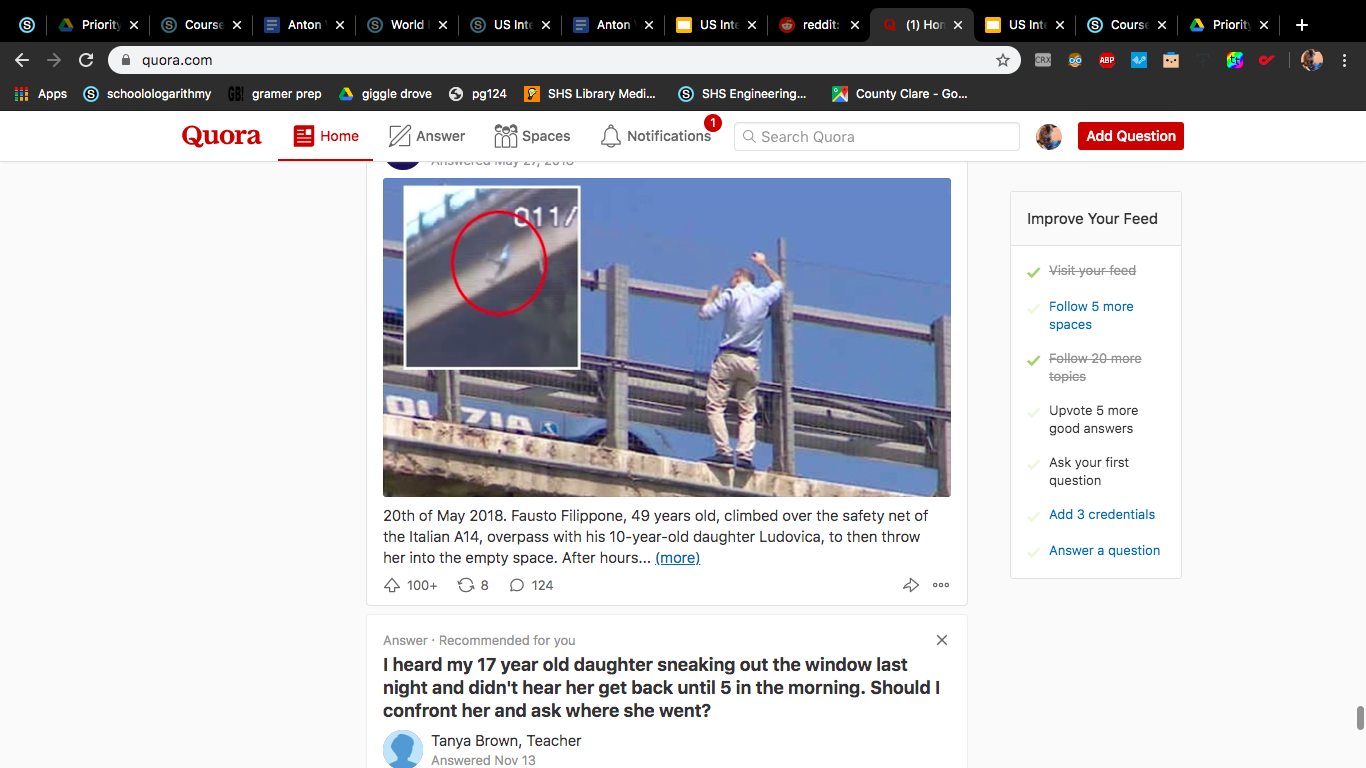 Priority
Course
Anton
World
US Inte
Anton
US Inte
reddit:
(1) Hom
US Inte
Course
Priority
quora.com
CRX
ABP
Apps
schoolologarithmy
GB!
gramer prep
giggle drove
pg124
SHS Library Medi...
SHS Engineering...
County Clare - Go...
Quora
Home
Answer
Spaces
Notifications
1
Search Quora
Add Question
Answered May 27, 2018
011/
POLIZIA
20th of May 2018. Fausto Filippone, 49 years old, climbed over the safety net of
the Italian A14, overpass with his 10-year-old daughter Ludovica, to then throw
her into the empty space. After hours... (more)
100+
8
124
Answer · Recommended for you
I heard my 17 year old daughter sneaking out the window last
night and didn't hear her get back until 5 in the morning. Should I
confront her and ask where she went?
Tanya Brown, Teacher
Answered Nov 13
Improve Your Feed
Visit your feed
Follow 5 more
spaces
Follow 20 more
topics
Upvote 5 more
good answers
Ask your first
question
Add 3 credentials
Answer a question